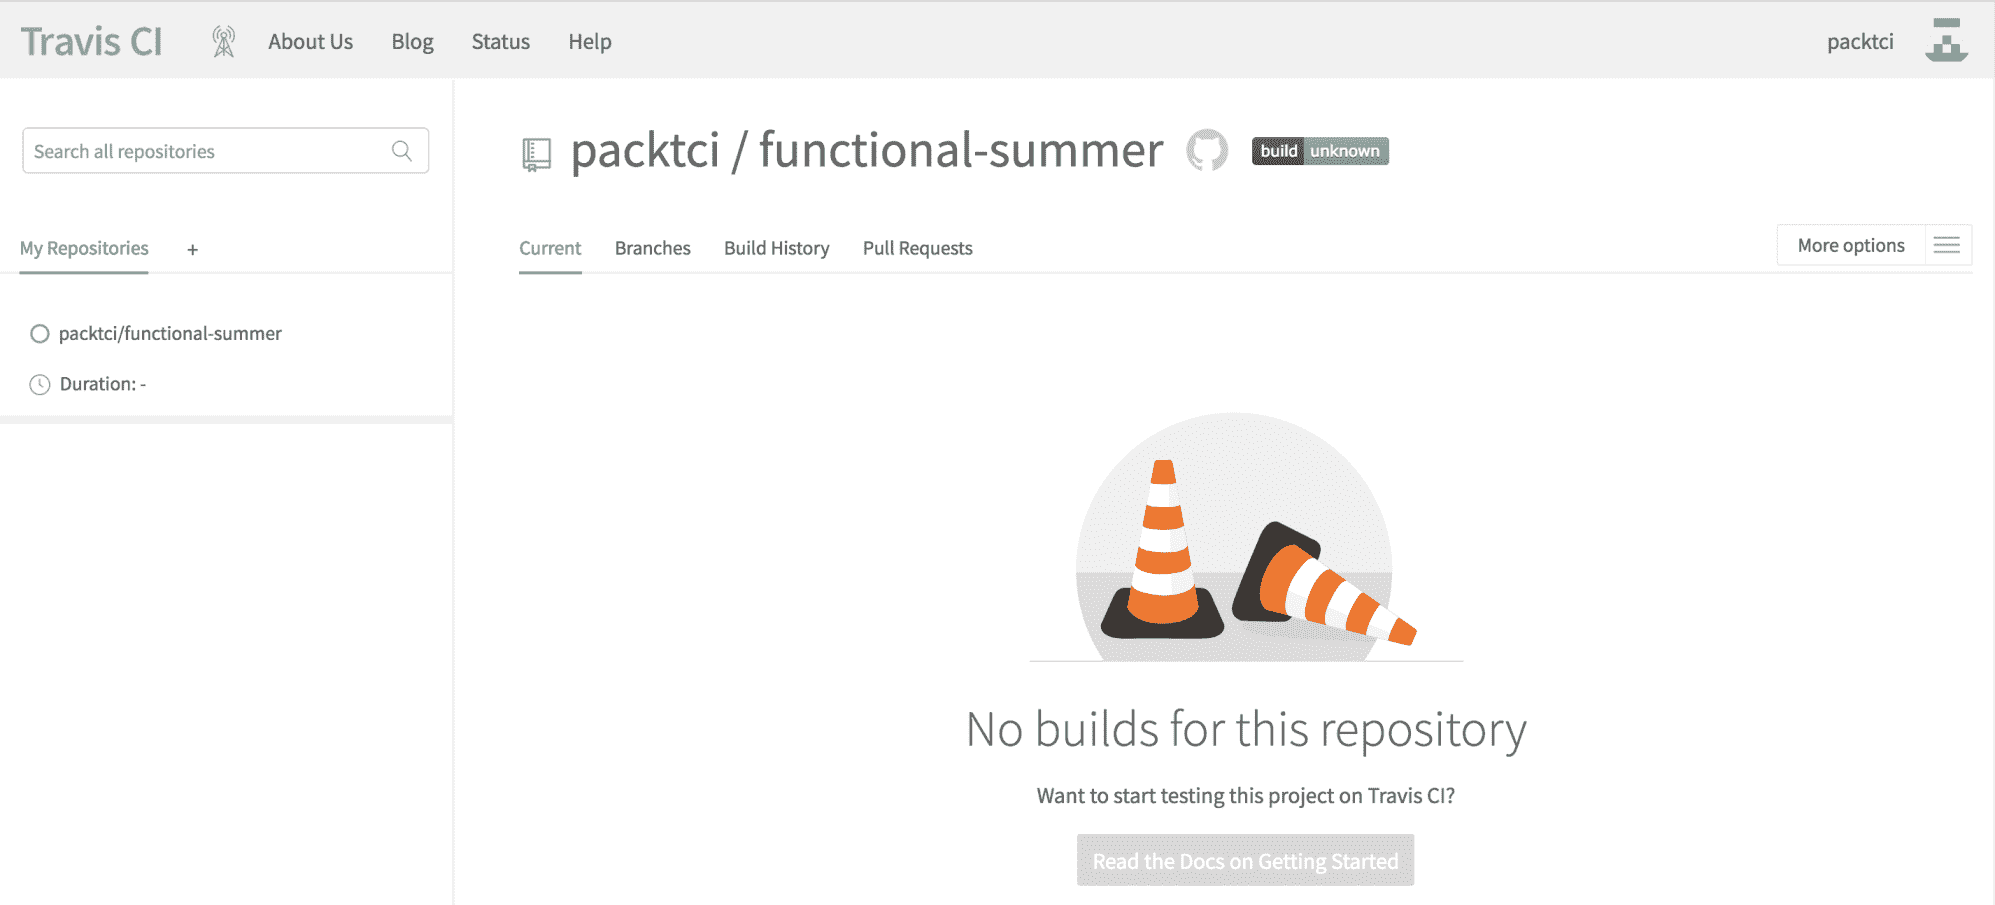 Travis CI
About Us
Blog
Status
Help
packtci
Search all repositories
My Repositories
+
packtci/functional-summer
Duration: -
packtci / functional-summer
build unknown
Current
Branches
Build History
Pull Requests
More options
No builds for this repository
Want to start testing this project on Travis CI?
Read the Docs on Getting Started